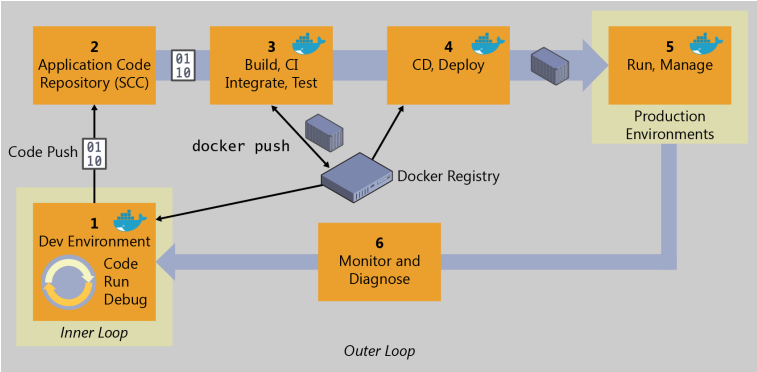 2
Application Code
Repository (SCC)
01
10
3
Build, CI
Integrate, Test
4
CD, Deploy
5
Run, Manage
Production
Environments
Code Push
01
10
docker push
Docker Registry
1
Dev Environment
Code
Run
Debug
Inner Loop
6
Monitor and
Diagnose
Outer Loop